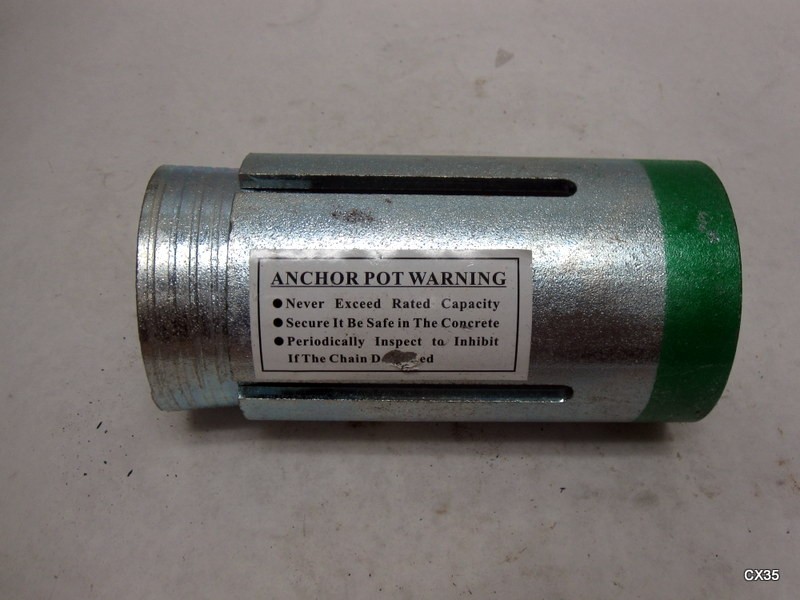 ANCHOR POT WARNING
● Never Exceed Rated Capacity
● Secure It Be Safe in The Concrete
● Periodically Inspect to Inhibit
If The Chain
CX35